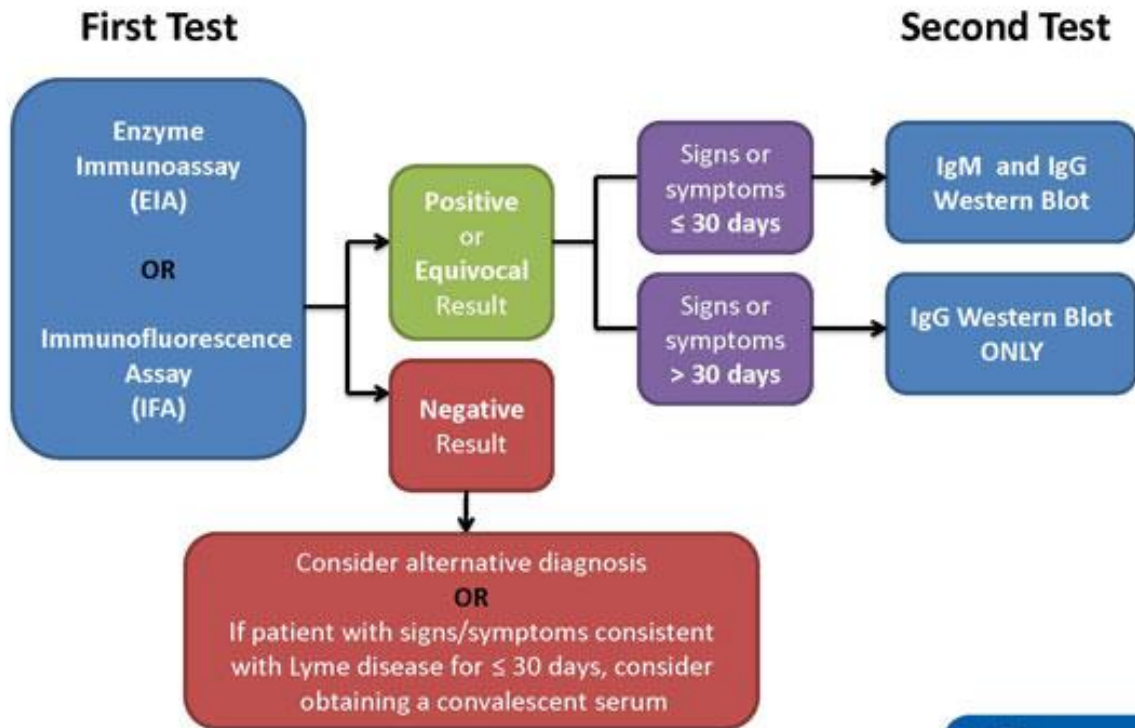 First Test
Second Test
Enzyme
Immunoassay
(EIA)
OR
Immunofluorescence
Assay
(IFA)
Positive
or
Equivocal
Result
Negative
Result
Signs or
symptoms
≤ 30 days
Signs or
symptoms
> 30 days
IgM and IgG
Western Blot
IgG Western Blot
ONLY
Consider alternative diagnosis
OR
If patient with signs/symptoms consistent
with Lyme disease for ≤ 30 days, consider
obtaining a convalescent serum